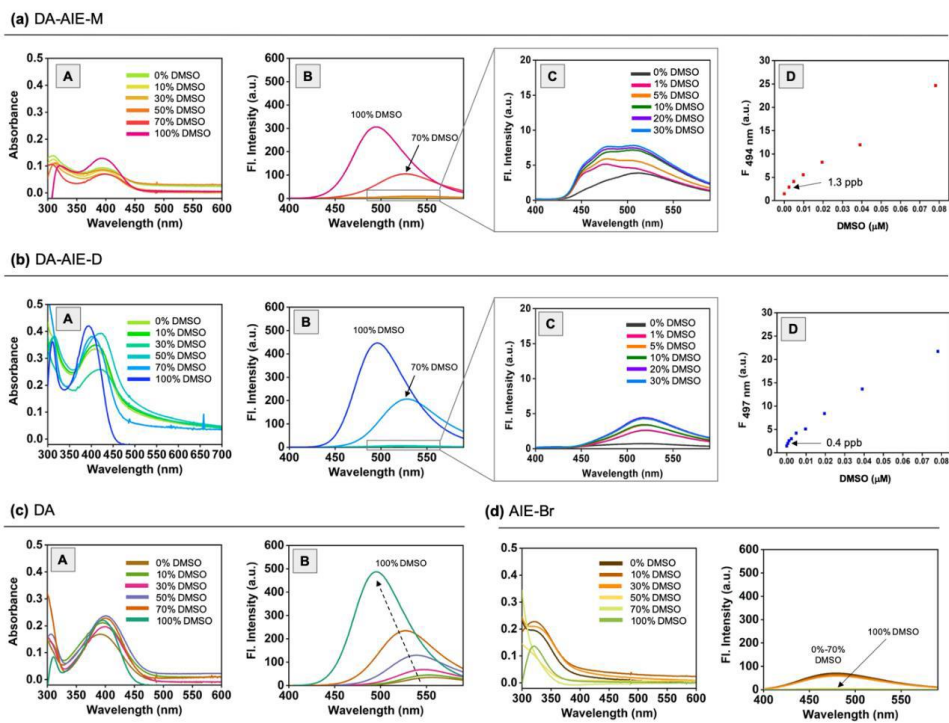 (a) DA-AIE-M
A
Absorbance
0.5
0.4
0.3
0.2
0.1
0.0
300 350 400 450 500 550 600
Wavelength (nm)
0% DMSO
10% DMSO
30% DMSO
50% DMSO
70% DMSO
100% DMSO
B
Fl. Intensity (a.u.)
600
500
400
300
200
100
0
400 450 500 550
Wavelength (nm)
100% DMSO
70% DMSO
C
Fl. Intensity (a.u.)
20
15
10
5
0
400 450 500 550
Wavelength (nm)
0% DMSO
1% DMSO
5% DMSO
10% DMSO
20% DMSO
30% DMSO
D
F 494 nm (a.u.)
30
25
20
15
10
5
0
0.00 0.01 0.02 0.03 0.04 0.05 0.06 0.07 0.08
DMSO (µM)
1.3 ppb
(b) DA-AIE-D
A
Absorbance
0.5
0.4
0.3
0.2
0.1
0.0
300 350 400 450 500 550 600 650 700
Wavelength (nm)
0% DMSO
10% DMSO
30% DMSO
50% DMSO
70% DMSO
100% DMSO
B
Fl. Intensity (a.u.)
600
500
400
300
200
100
0
400 450 500 550
Wavelength (nm)
100% DMSO
70% DMSO
C
Fl. Intensity (a.u.)
20
15
10
5
0
400 450 500 550
Wavelength (nm)
0% DMSO
1% DMSO
5% DMSO
10% DMSO
20% DMSO
30% DMSO
D
F 497 nm (a.u.)
30
25
20
15
10
5
0
0.00 0.01 0.02 0.03 0.04 0.05 0.06 0.07 0.08
DMSO (µM)
0.4 ppb
(c) DA
A
Absorbance
0.5
0.4
0.3
0.2
0.1
0.0
300 350 400 450 500 550 600
Wavelength (nm)
0% DMSO
10% DMSO
30% DMSO
50% DMSO
70% DMSO
100% DMSO
B
Fl. Intensity (a.u.)
600
500
400
300
200
100
0
400 450 500 550
Wavelength (nm)
100% DMSO
(d) AIE-Br
Absorbance
0.5
0.4
0.3
0.2
0.1
0.0
300 350 400 450 500 550 600
Wavelength (nm)
0% DMSO
10% DMSO
30% DMSO
50% DMSO
70% DMSO
100% DMSO
Fl. Intensity (a.u.)
600
500
400
300
200
100
0
400 450 500 550
Wavelength (nm)
0%-70%
DMSO
100% DMSO